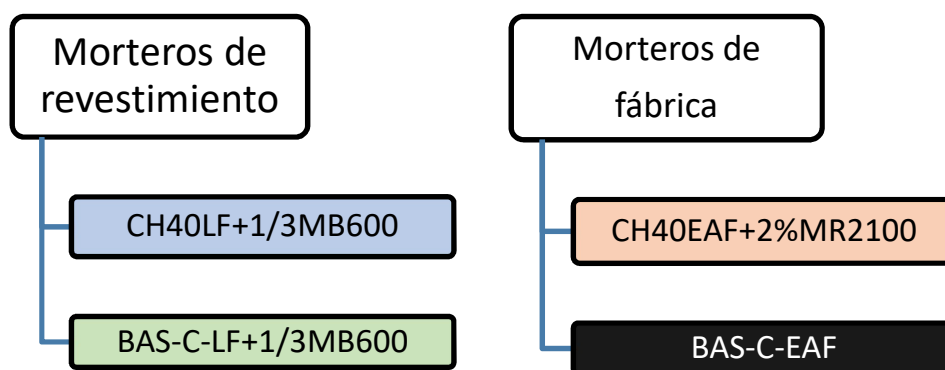 Morteros de
revestimiento
CH40LF+1/3MB600
BAS-C-LF+1/3MB600
Morteros de
fábrica
CH40EAF+2%MR2100
BAS-C-EAF